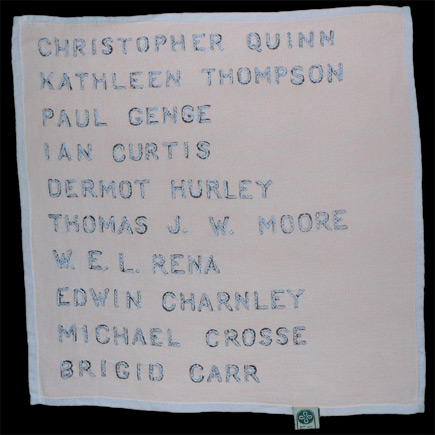 CHRISTOPHER QUINN
KATHLEEN THOMPSON
PAUL GENGE
IAN CURTIS
DERMOT HURLEY
THOMAS J. W. MOORE
W. E. L. RENA
EDWIN CHARNLEY
MICHAEL CROSSE
BRIGID CARR